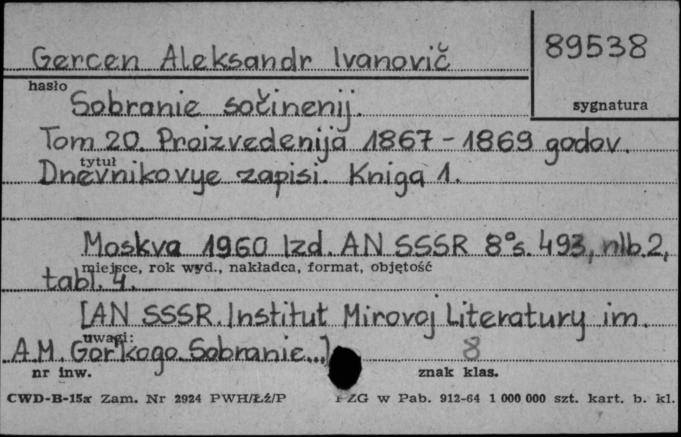 Gercen Aleksandr Ivanovič
89538
hasło
sygnatura
Sobranie sočinenij.
Tom 20. Proizvedenija 1867-1869 godov.
tytuł
Dnevnikovye zapisi. Kniga 1.
Moskva 1960 Izd. AN SSSR 8° s. 493, nlb. 2,
miejsce, rok wyd., nakładca, format, objętość
tabl. 4.
[AN SSSR. Institut Mirovoj Literatury im.
uwagi:
A.M. Gor'kogo. Sobranie...]
8
nr inw.
znak klas.
CWD-B-15a Zam. Nr 2924 PWH/Łź/P
PZG w Pab. 912-64 1 000 000 szt. kart. b. kl.